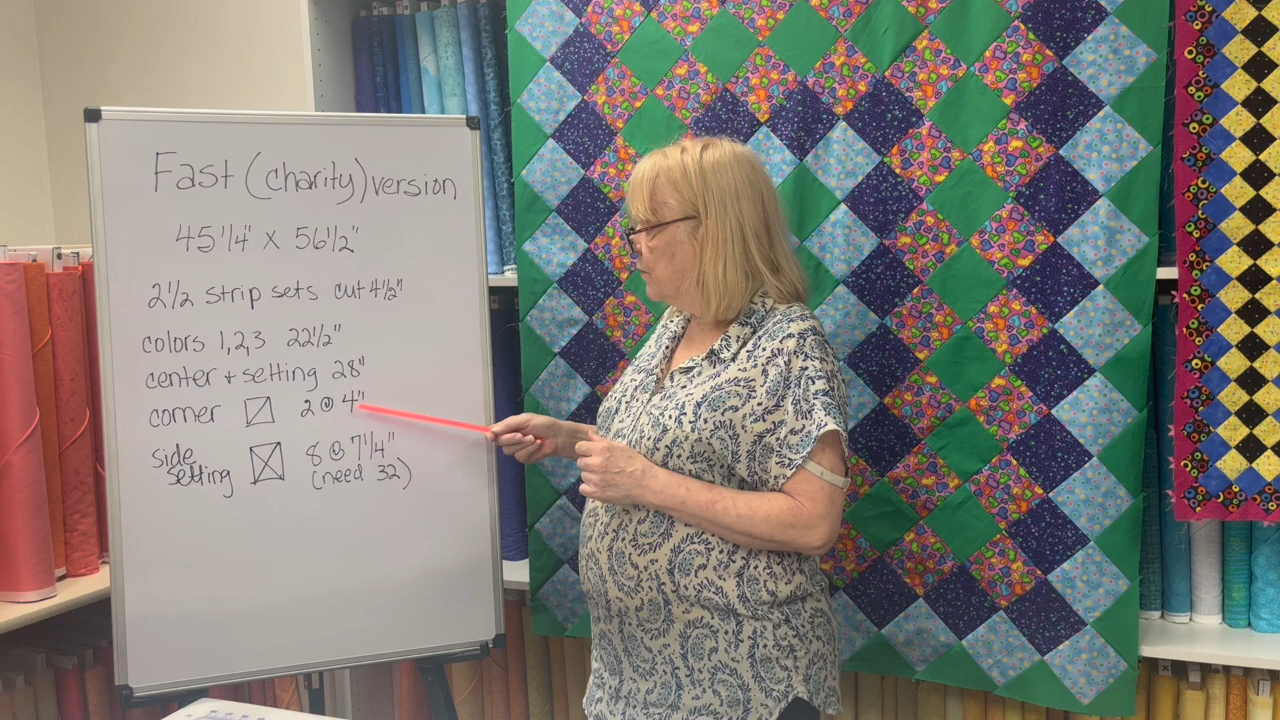 Fast (charity) version
45 1/4" x 56 1/2"
2 1/2 strip sets cut 4 1/2"
colors 1,2,3 22 1/2"
center + setting 28"
corner 2 @ 4"
side setting 8 @ 7 1/4"
(need 32)